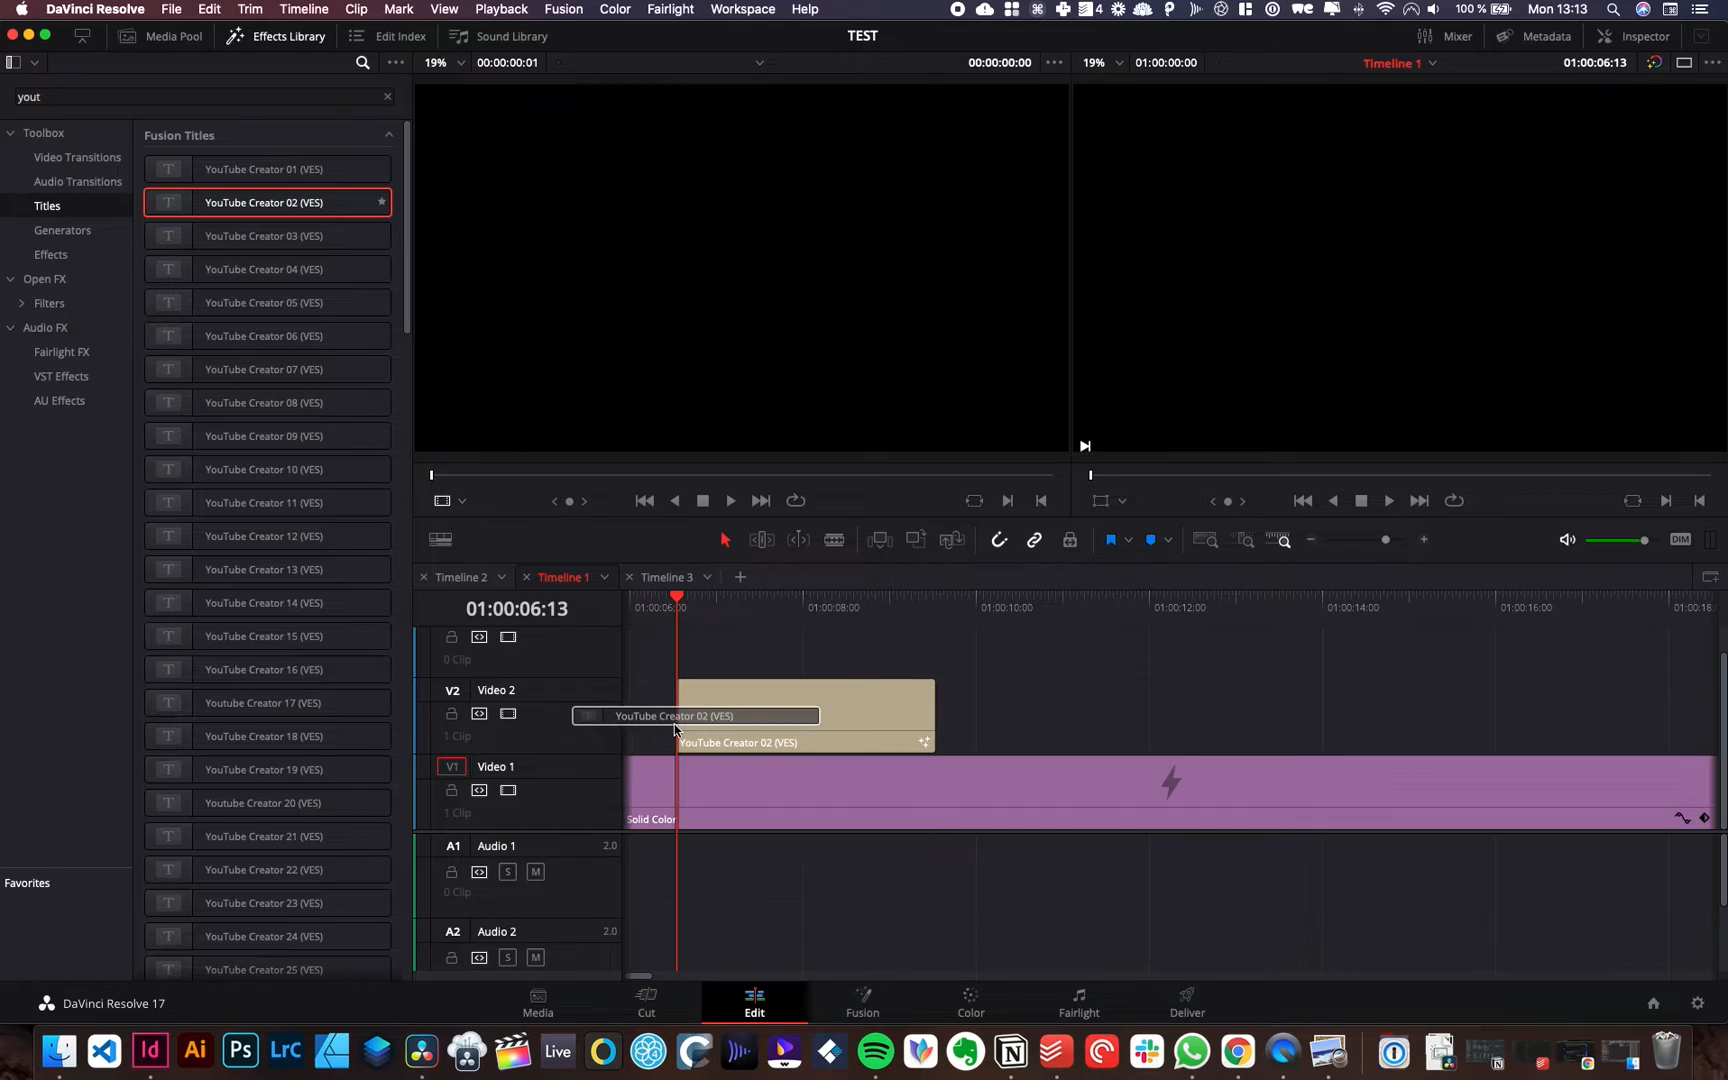 DaVinci Resolve File Edit Trim Timeline Clip Mark View Playback Fusion Color Fairlight Workspace Help 4 100 % Mon 13:13
Media Pool Effects Library Edit Index Sound Library TEST Mixer Metadata Inspector
19% 00:00:00:01 00:00:00:00 19% 01:00:00:00 Timeline 1 01:00:06:13
yout
Toolbox
Video Transitions
Audio Transitions
Titles
Generators
Effects
Open FX
Filters
Audio FX
Fairlight FX
VST Effects
AU Effects
Favorites
Fusion Titles
YouTube Creator 01 (VES)
YouTube Creator 02 (VES)
YouTube Creator 03 (VES)
YouTube Creator 04 (VES)
YouTube Creator 05 (VES)
YouTube Creator 06 (VES)
YouTube Creator 07 (VES)
YouTube Creator 08 (VES)
YouTube Creator 09 (VES)
YouTube Creator 10 (VES)
YouTube Creator 11 (VES)
YouTube Creator 12 (VES)
YouTube Creator 13 (VES)
YouTube Creator 14 (VES)
YouTube Creator 15 (VES)
YouTube Creator 16 (VES)
Youtube Creator 17 (VES)
YouTube Creator 18 (VES)
YouTube Creator 19 (VES)
Youtube Creator 20 (VES)
YouTube Creator 21 (VES)
YouTube Creator 22 (VES)
YouTube Creator 23 (VES)
YouTube Creator 24 (VES)
YouTube Creator 25 (VES)
DIM
Timeline 2 Timeline 1 Timeline 3
01:00:06:13
01:00:06:00 01:00:08:00 01:00:10:00 01:00:12:00 01:00:14:00 01:00:16:00 01:00:18
0 Clip
V2 Video 2
YouTube Creator 02 (VES)
1 Clip
YouTube Creator 02 (VES)
V1 Video 1
1 Clip
Solid Color
A1 Audio 1 2.0
S M
0 Clip
A2 Audio 2 2.0
S M
DaVinci Resolve 17
Media Cut Edit Fusion Color Fairlight Deliver
Id Ai Ps LrC Live